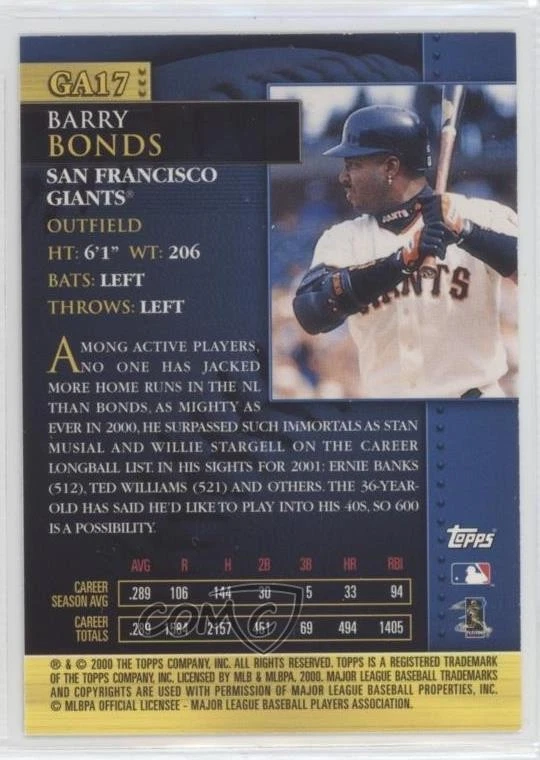 GA17
BARRY
BONDS
SAN FRANCISCO
GIANTS®
OUTFIELD
HT: 6'1" WT: 206
BATS: LEFT
THROWS: LEFT
GIANTS
AMONG ACTIVE PLAYERS,
NO ONE HAS JACKED
MORE HOME RUNS IN THE NL
THAN BONDS. AS MIGHTY AS
EVER IN 2000, HE SURPASSED SUCH IMMORTALS AS STAN
MUSIAL AND WILLIE STARGELL ON THE CAREER
LONGBALL LIST. IN HIS SIGHTS FOR 2001: ERNIE BANKS
(512), TED WILLIAMS (521) AND OTHERS. THE 36-YEAR-
OLD HAS SAID HE'D LIKE TO PLAY INTO HIS 40S, SO 600
IS A POSSIBILITY.
Topps
AVG R H 2B 3B HR RBI
CAREER
SEASON AVG .289 106 144 30 5 33 94
CAREER
TOTALS .289 1584 2157 451 69 494 1405
COMC
® & © 2000 THE TOPPS COMPANY, INC. ALL RIGHTS RESERVED. TOPPS IS A REGISTERED TRADEMARK
OF THE TOPPS COMPANY, INC. LICENSED BY MLB & MLBPA, 2000. MAJOR LEAGUE BASEBALL TRADEMARKS
AND COPYRIGHTS ARE USED WITH PERMISSION OF MAJOR LEAGUE BASEBALL PROPERTIES, INC.
© MLBPA OFFICIAL LICENSEE - MAJOR LEAGUE BASEBALL PLAYERS ASSOCIATION.